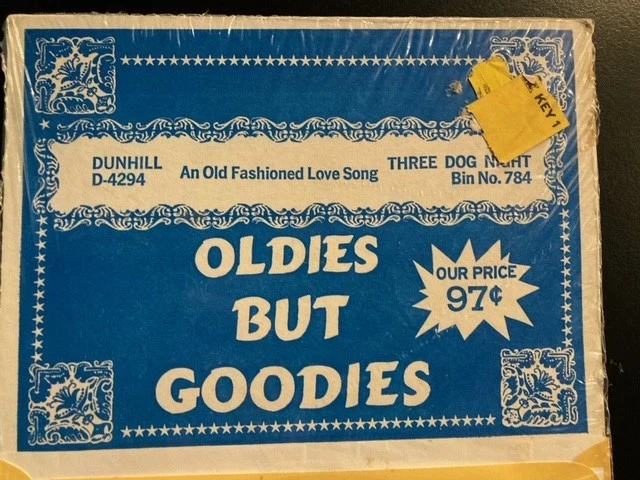 KEY 1
DUNHILL
D-4294
An Old Fashioned Love Song
THREE DOG NIGHT
Bin No. 784
OLDIES
BUT
GOODIES
OUR PRICE
97¢